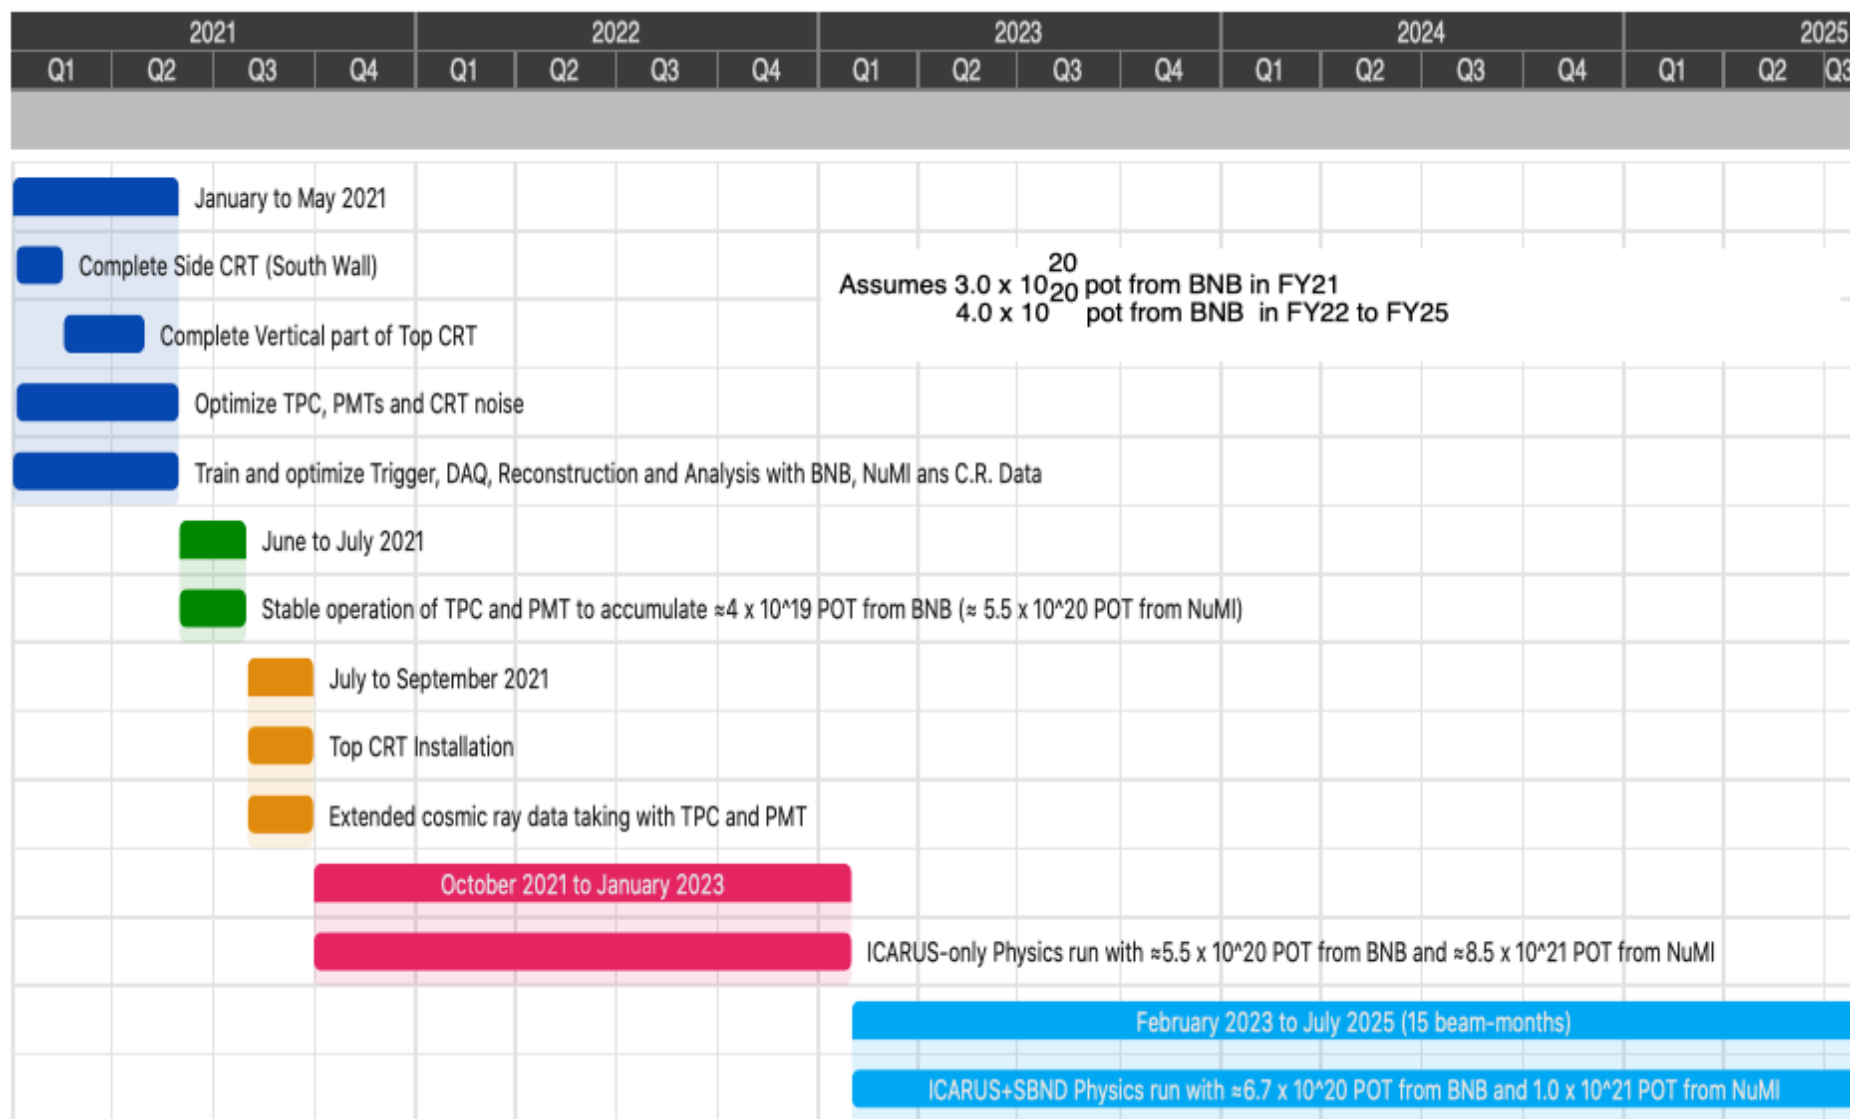 2021 2022 2023 2024 2025
Q1 Q2 Q3 Q4 Q1 Q2 Q3 Q4 Q1 Q2 Q3 Q4 Q1 Q2 Q3 Q4 Q1 Q2 Q3
January to May 2021
Complete Side CRT (South Wall)
Assumes 3.0 x 10^20 pot from BNB in FY21
4.0 x 10^20 pot from BNB in FY22 to FY25
Complete Vertical part of Top CRT
Optimize TPC, PMTs and CRT noise
Train and optimize Trigger, DAQ, Reconstruction and Analysis with BNB, NuMI ans C.R. Data
June to July 2021
Stable operation of TPC and PMT to accumulate ≈4 x 10^19 POT from BNB (≈ 5.5 x 10^20 POT from NuMI)
July to September 2021
Top CRT Installation
Extended cosmic ray data taking with TPC and PMT
October 2021 to January 2023
ICARUS-only Physics run with ≈5.5 x 10^20 POT from BNB and ≈8.5 x 10^21 POT from NuMI
February 2023 to July 2025 (15 beam-months)
ICARUS+SBND Physics run with ≈6.7 x 10^20 POT from BNB and 1.0 x 10^21 POT from NuMI